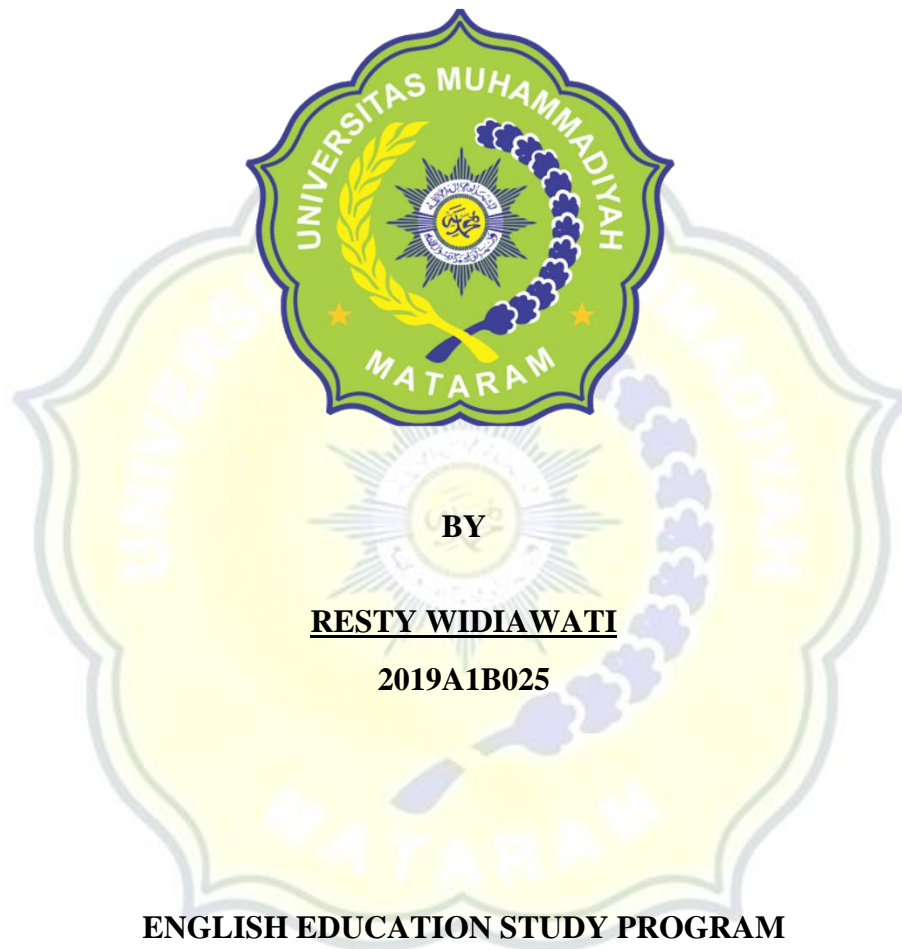 UNIVERSITAS MUHAMMADIYAH
MATARAM
BY
RESTY WIDIAWATI
2019A1B025
ENGLISH EDUCATION STUDY PROGRAM